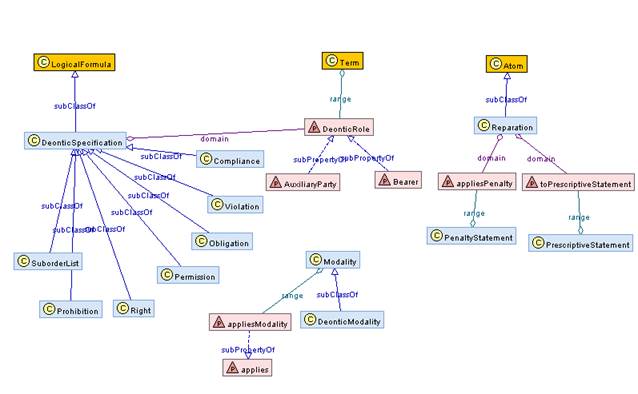 C LogicalFormula
C Term
C Atom
subClassOf
range
subClassOf
C DeonticSpecification
domain
P DeonticRole
C Reparation
subClassOf
C Compliance
subPropertyOf
subPropertyOf
domain
domain
subClassOf
P AuxiliaryParty
P Bearer
P appliesPenalty
P toPrescriptiveStatement
subClassOf
subClassOf
C Violation
subClassOf
range
range
subClassOf
C Obligation
C PenaltyStatement
C PrescriptiveStatement
C SuborderList
C Permission
C Modality
C Prohibition
C Right
range
subClassOf
P appliesModality
C DeonticModality
subPropertyOf
P applies